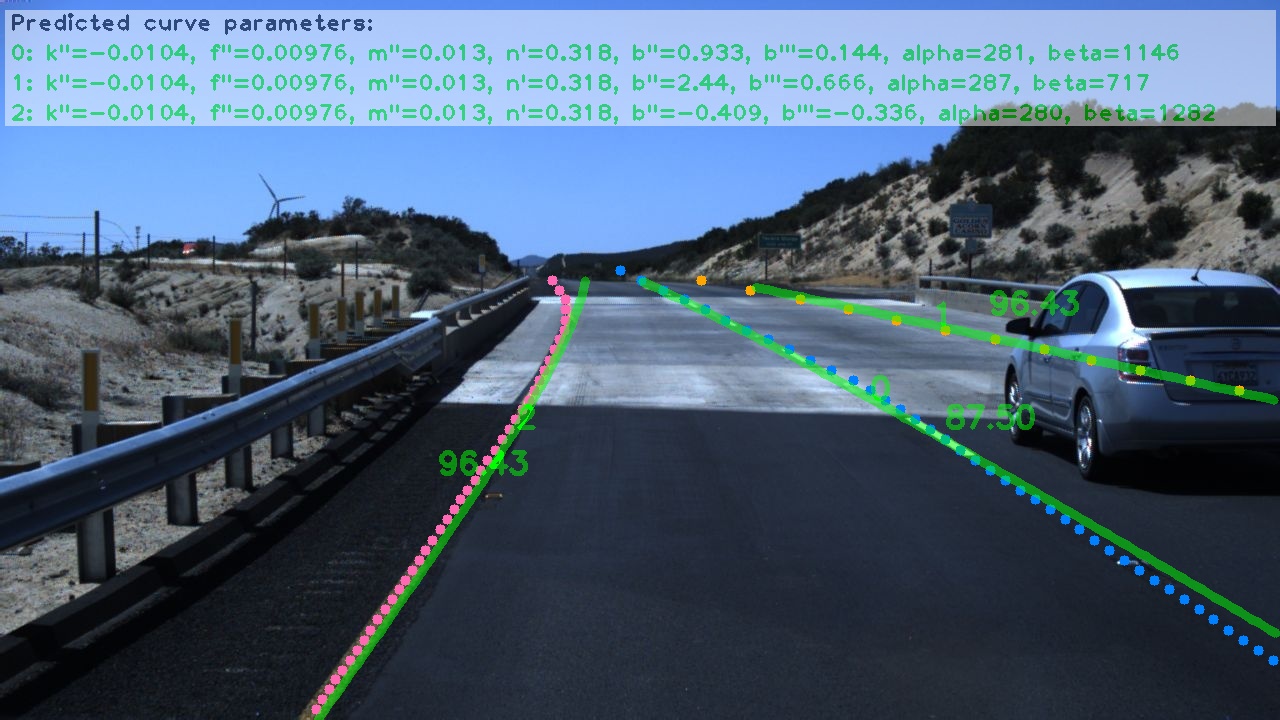 Predicted curve parameters:
0: k''=-0.0104, f''=0.00976, m''=0.013, n'=0.318, b''=0.933, b'''=0.144, alpha=281, beta=1146
1: k''=-0.0104, f''=0.00976, m''=0.013, n'=0.318, b''=2.44, b'''=0.666, alpha=287, beta=717
2: k''=-0.0104, f''=0.00976, m''=0.013, n'=0.318, b''=-0.409, b'''=-0.336, alpha=280, beta=1282
GOLDEN
ACORN
CASINO
1 96.43
0
87.50
2
96.43